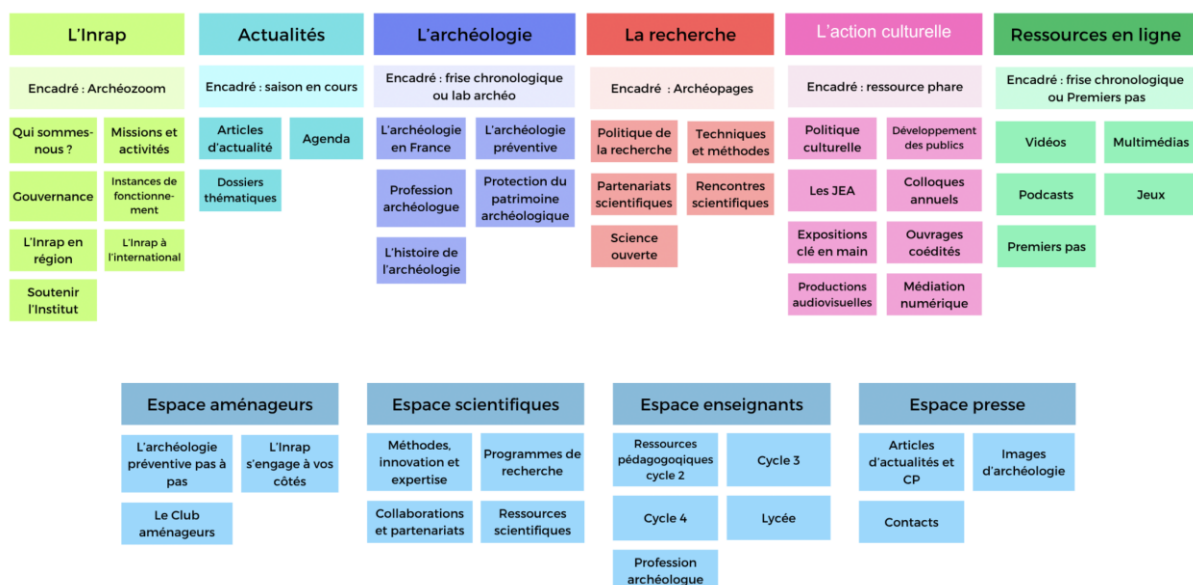 L'Inrap
Actualités
L'archéologie
La recherche
L'action culturelle
Ressources en ligne
Encadré : Archéozoom
Encadré : saison en cours
Encadré : frise chronologique
ou lab archéo
Encadré : Archéopages
Encadré : ressource phare
Encadré : frise chronologique
ou Premiers pas
Qui sommes-
nous ?
Missions et
activités
Gouvernance
Instances de
fonctionne-
ment
L'Inrap en
région
L'Inrap à
l'international
Soutenir
l'Institut
Articles
d'actualité
Agenda
Dossiers
thématiques
L'archéologie
en France
L'archéologie
préventive
Profession
archéologue
Protection du
patrimoine
archéologique
L'histoire de
l'archéologie
Politique de
la recherche
Techniques
et méthodes
Partenariats
scientifiques
Rencontres
scientifiques
Science
ouverte
Politique
culturelle
Développement
des publics
Les JEA
Colloques
annuels
Expositions
clé en main
Ouvrages
coédités
Productions
audiovisuelles
Médiation
numérique
Vidéos
Multimédias
Podcasts
Jeux
Premiers pas
Espace aménageurs
L'archéologie
préventive pas à
pas
L'Inrap
s'engage à vos
côtés
Le Club
aménageurs
Espace scientifiques
Méthodes,
innovation et
expertise
Programmes de
recherche
Collaborations
et partenariats
Ressources
scientifiques
Espace enseignants
Ressources
pédagogoqiques
cycle 2
Cycle 3
Cycle 4
Lycée
Profession
archéologue
Espace presse
Articles
d'actualités et
CP
Images
d'archéologie
Contacts